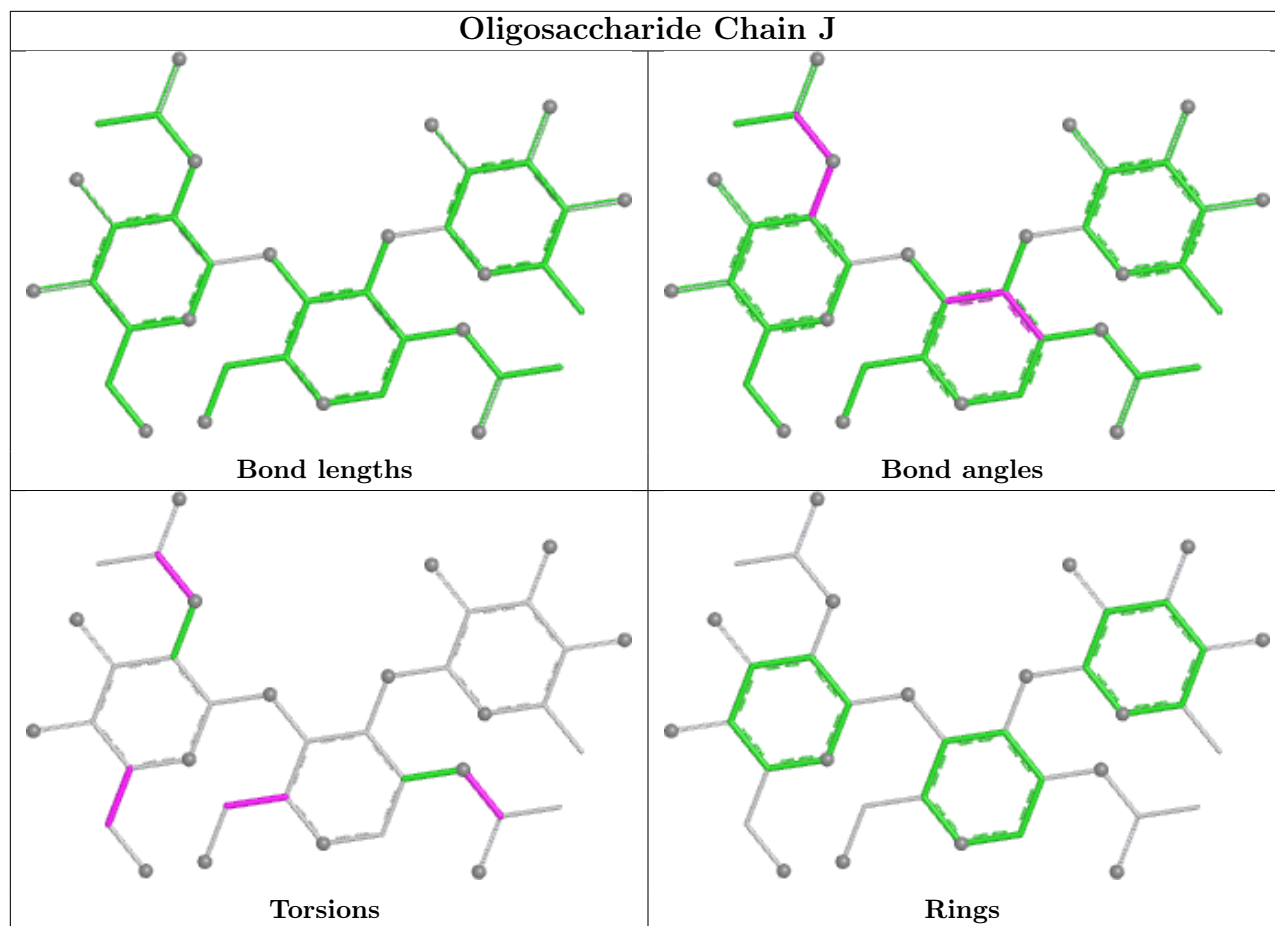 Oligosaccharide Chain J
Bond lengths
Bond angles
Torsions
Rings